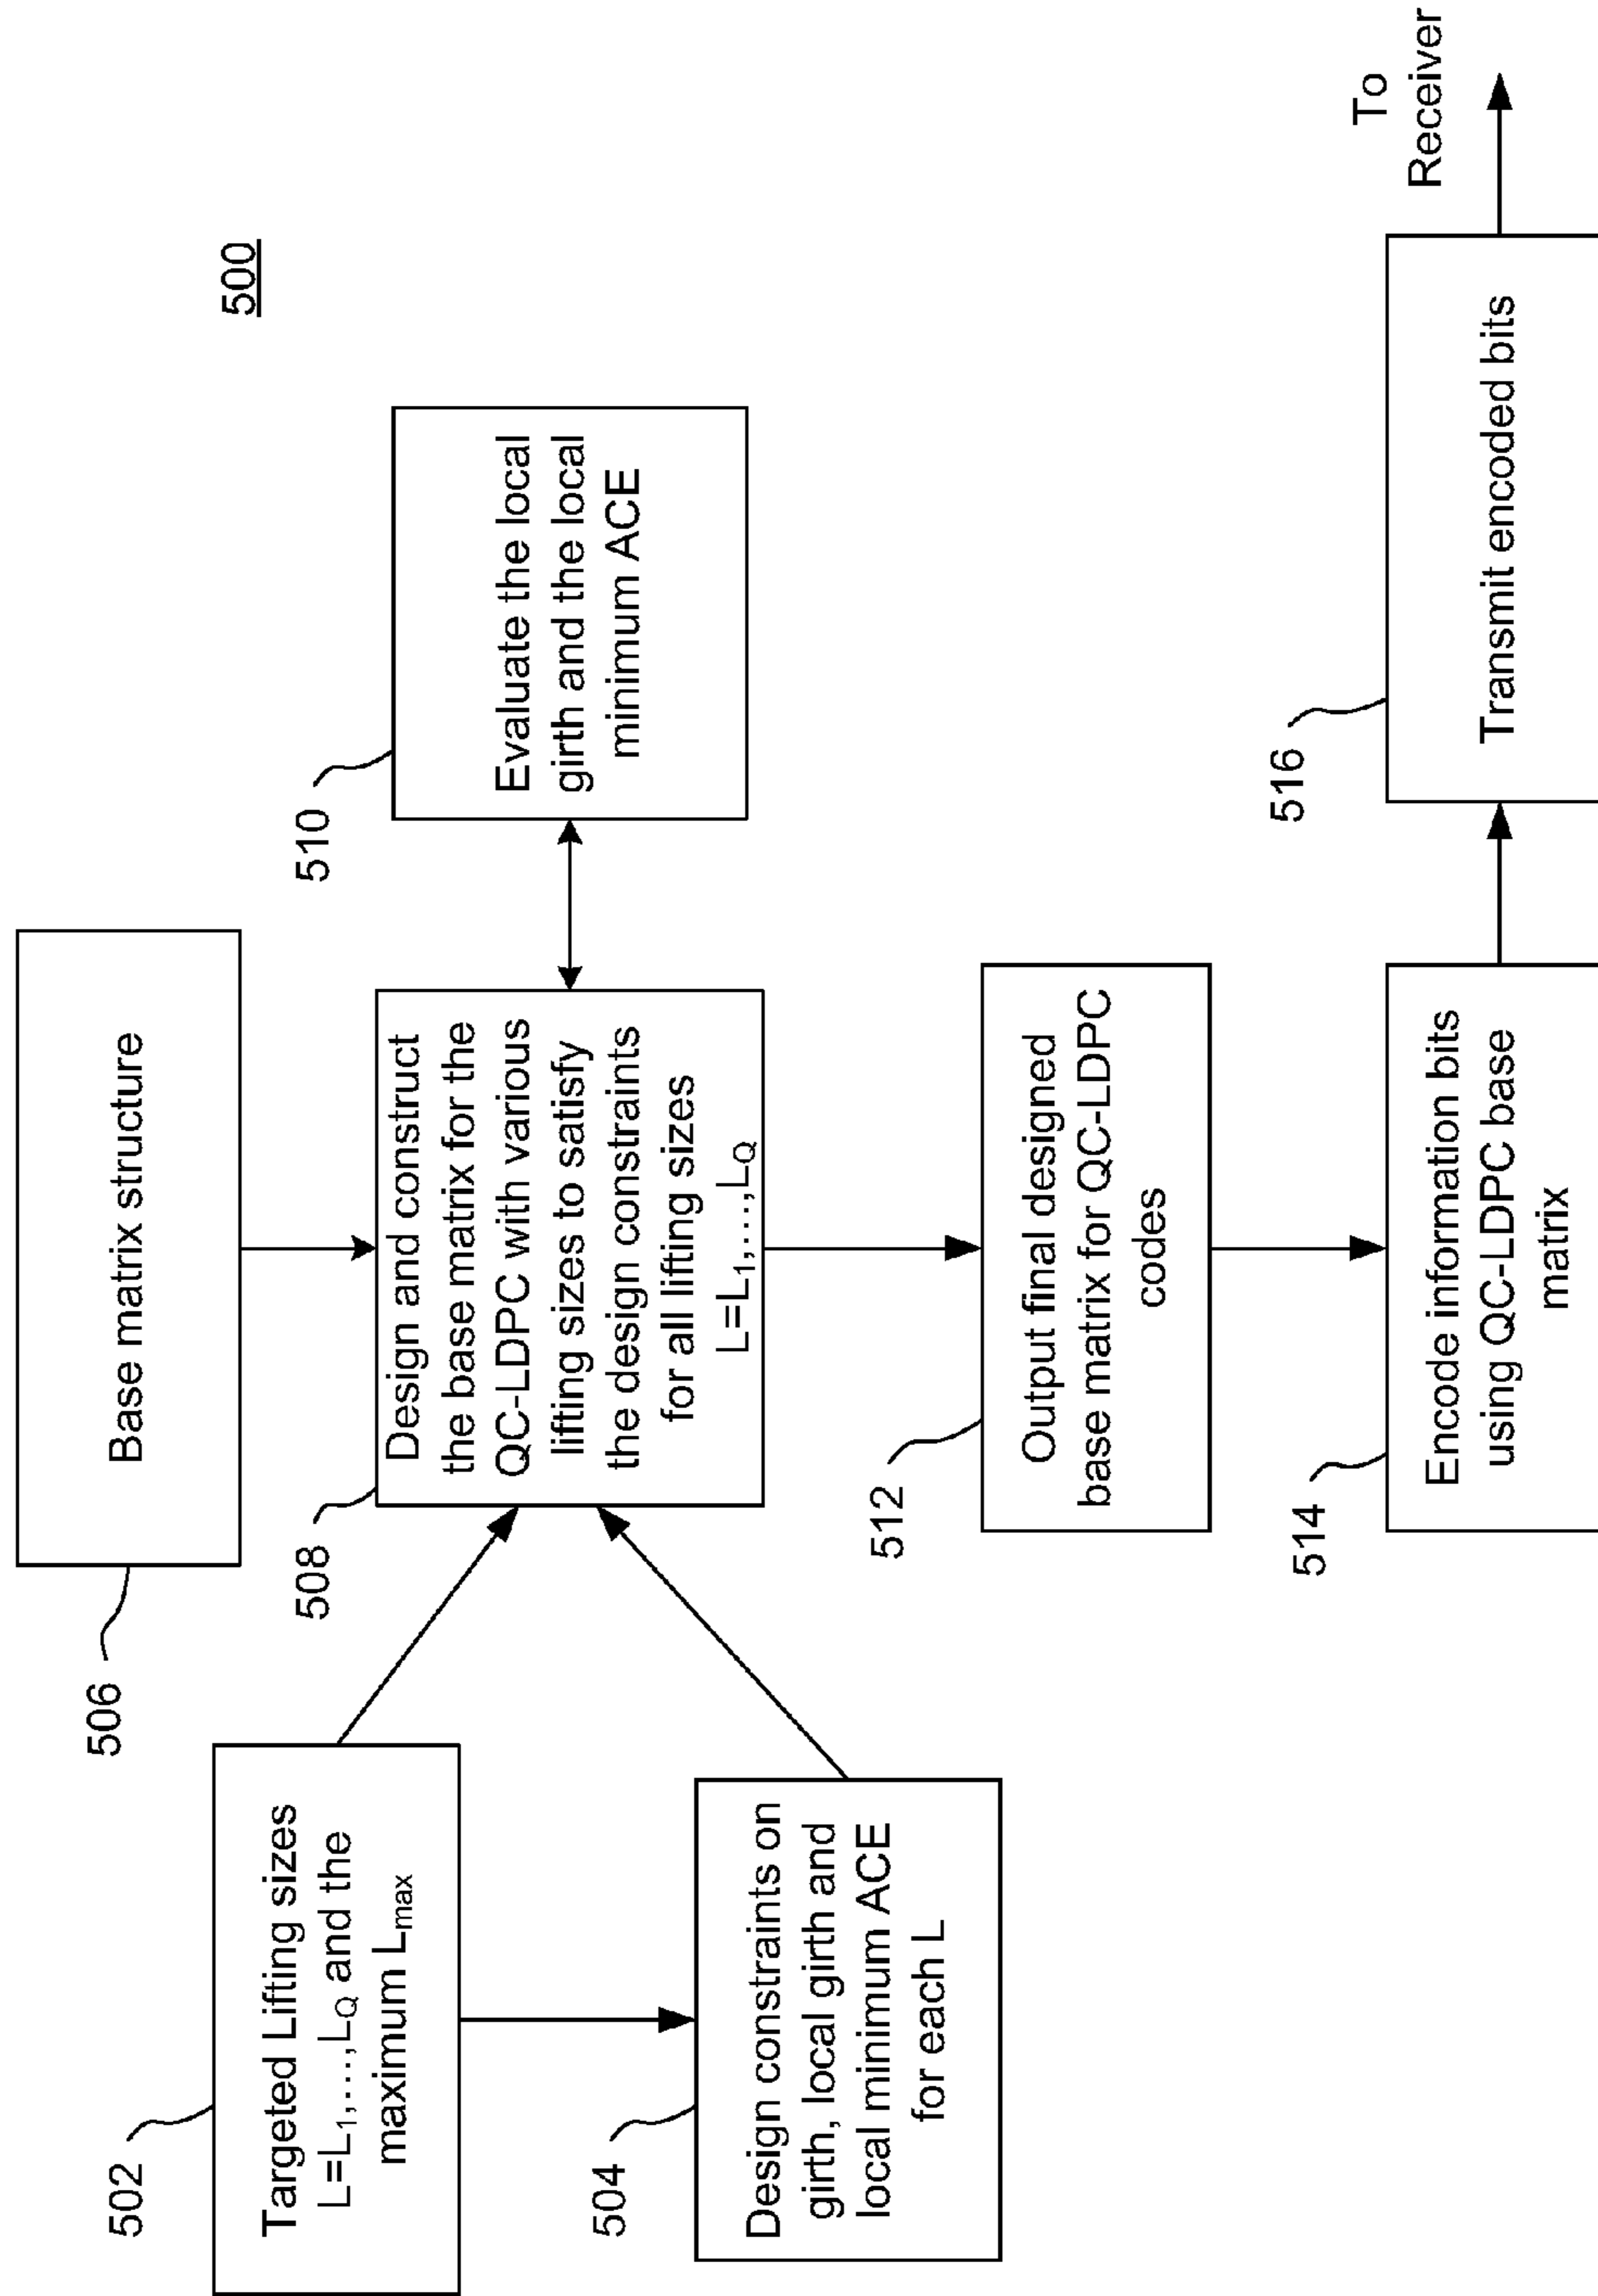 500
506
Base matrix structure
502
Targeted Lifting sizes
L=L₁,...,L_Q and the
maximum L_max
508
Design and construct
the base matrix for the
QC-LDPC with various
lifting sizes to satisfy
the design constraints
for all lifting sizes
L=L₁,...,L_Q
510
Evaluate the local
girth and the local
minimum ACE
504
Design constraints on
girth, local girth and
local minimum ACE
for each L
512
Output final designed
base matrix for QC-LDPC
codes
514
Encode information bits
using QC-LDPC base
matrix
516
Transmit encoded bits
To
Receiver